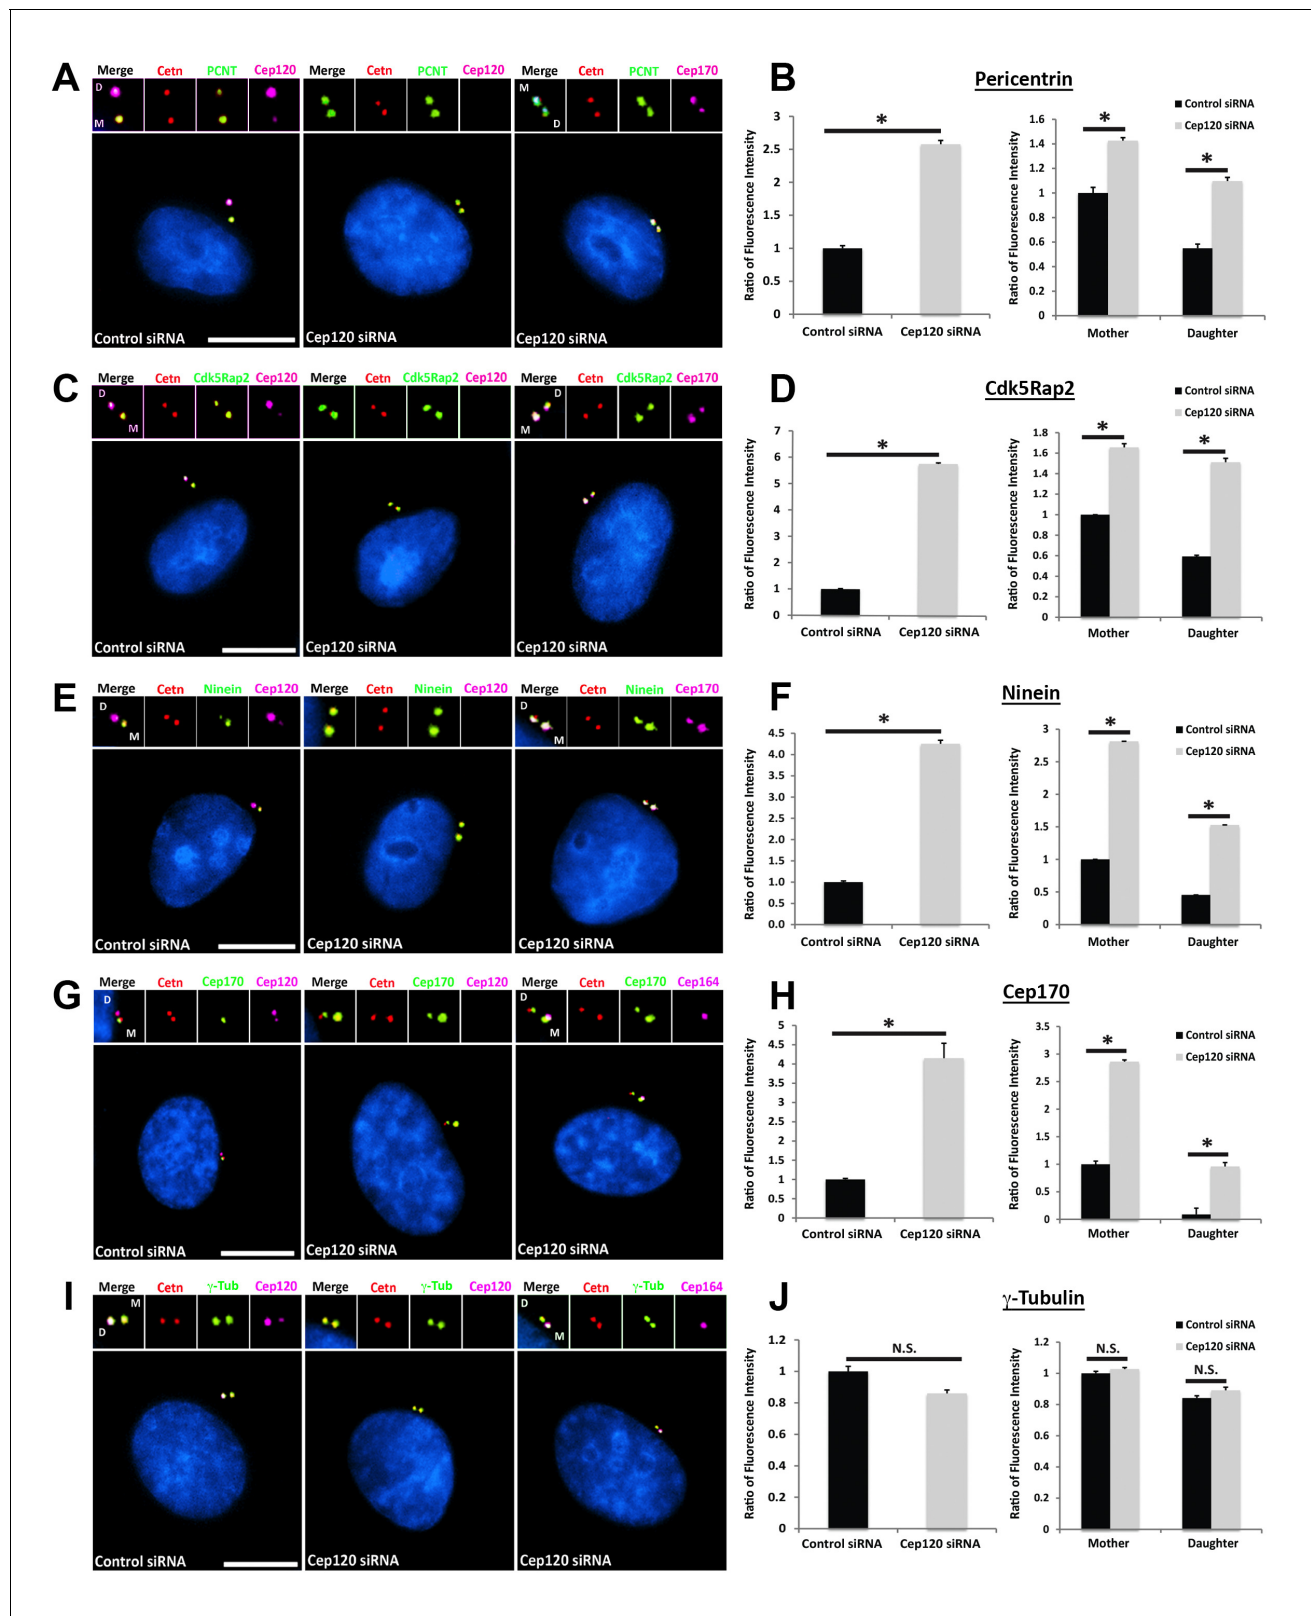 A
Merge Cetn PCNT Cep120 Merge Cetn PCNT Cep120 Merge Cetn PCNT Cep170
D
M
M
D
Control siRNA
Cep120 siRNA
Cep120 siRNA
B
Pericentrin
Control siRNA
Cep120 siRNA
Ratio of Fluorescence Intensity
3
2.5
2
1.5
1
0.5
0
*
Control siRNA Cep120 siRNA
Ratio of Fluorescence Intensity
1.6
1.4
1.2
1
0.8
0.6
0.4
0.2
0
*
*
Mother Daughter
C
Merge Cetn Cdk5Rap2 Cep120 Merge Cetn Cdk5Rap2 Cep120 Merge Cetn Cdk5Rap2 Cep170
D
M
D
M
Control siRNA
Cep120 siRNA
Cep120 siRNA
D
Cdk5Rap2
Control siRNA
Cep120 siRNA
Ratio of Fluorescence Intensity
7
6
5
4
3
2
1
0
*
Control siRNA Cep120 siRNA
Ratio of Fluorescence Intensity
1.8
1.6
1.4
1.2
1
0.8
0.6
0.4
0.2
0
*
*
Mother Daughter
E
Merge Cetn Ninein Cep120 Merge Cetn Ninein Cep120 Merge Cetn Ninein Cep170
D
M
D
M
Control siRNA
Cep120 siRNA
Cep120 siRNA
F
Ninein
Control siRNA
Cep120 siRNA
Ratio of Fluorescence Intensity
4.5
4.0
3.5
3.0
2.5
2.0
1.5
1.0
0.5
0.0
*
Control siRNA Cep120 siRNA
Ratio of Fluorescence Intensity
3
2.5
2
1.5
1
0.5
0
*
*
Mother Daughter
G
Merge Cetn Cep170 Cep120 Merge Cetn Cep170 Cep120 Merge Cetn Cep170 Cep164
D
M
D
M
Control siRNA
Cep120 siRNA
Cep120 siRNA
H
Cep170
Control siRNA
Cep120 siRNA
Ratio of Fluorescence Intensity
5
4.5
4
3.5
3
2.5
2
1.5
1
0.5
0
*
Control siRNA Cep120 siRNA
Ratio of Fluorescence Intensity
3.5
3
2.5
2
1.5
1
0.5
0
*
*
Mother Daughter
I
Merge Cetn γ-Tub Cep120 Merge Cetn γ-Tub Cep120 Merge Cetn γ-Tub Cep164
M
D
D
M
Control siRNA
Cep120 siRNA
Cep120 siRNA
J
γ-Tubulin
Control siRNA
Cep120 siRNA
Ratio of Fluorescence Intensity
1.2
1
0.8
0.6
0.4
0.2
0
N.S.
Control siRNA Cep120 siRNA
Ratio of Fluorescence Intensity
1.2
1
0.8
0.6
0.4
0.2
0
N.S.
N.S.
Mother Daughter